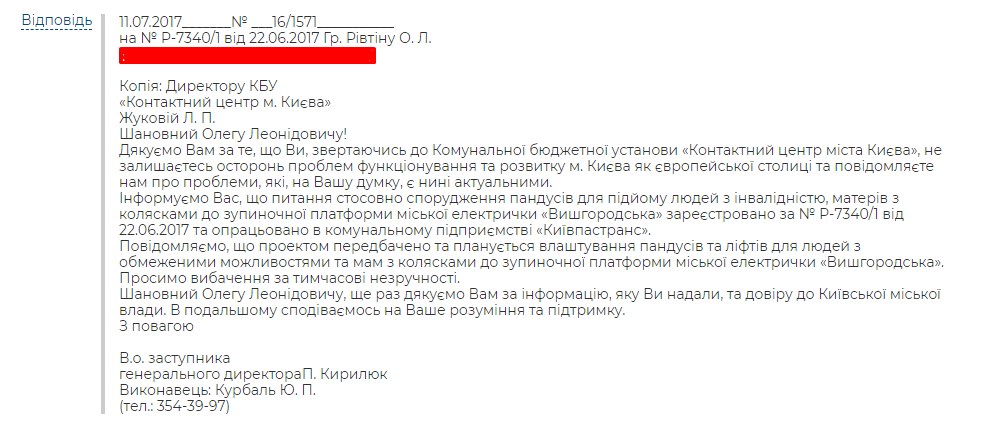 Відповідь
11.07.2017_______№ ___16/1571___________
на № Р-7340/1 від 22.06.2017 Гр. Рівтіну О. Л.
Копія: Директору КБУ
«Контактний центр м. Києва»
Жуковій Л. П.
Шановний Олегу Леонідовичу!
Дякуємо Вам за те, що Ви, звертаючись до Комунальної бюджетної установи «Контактний центр міста Києва», не
залишаєтесь осторонь проблем функціонування та розвитку м. Києва як європейської столиці та повідомляєте
нам про проблеми, які, на Вашу думку, є нині актуальними.
Інформуємо Вас, що питання стосовно спорудження пандусів для підйому людей з інвалідністю, матерів з
колясками до зупиночної платформи міської електрички «Вишгородська» зареєстровано за № Р-7340/1 від
22.06.2017 та опрацьовано в комунальному підприємстві «Київпастранс».
Повідомляємо, що проектом передбачено та планується влаштування пандусів та ліфтів для людей з
обмеженими можливостями та мам з колясками до зупиночної платформи міської електрички «Вишгородська».
Просимо вибачення за тимчасові незручності.
Шановний Олегу Леонідовичу, ще раз дякуємо Вам за інформацію, яку Ви надали, та довіру до Київської міської
влади. В подальшому сподіваємось на Ваше розуміння та підтримку.
З повагою
В.о. заступника
генерального директораП. Кирилюк
Виконавець: Курбаль Ю. П.
(тел.: 354-39-97)